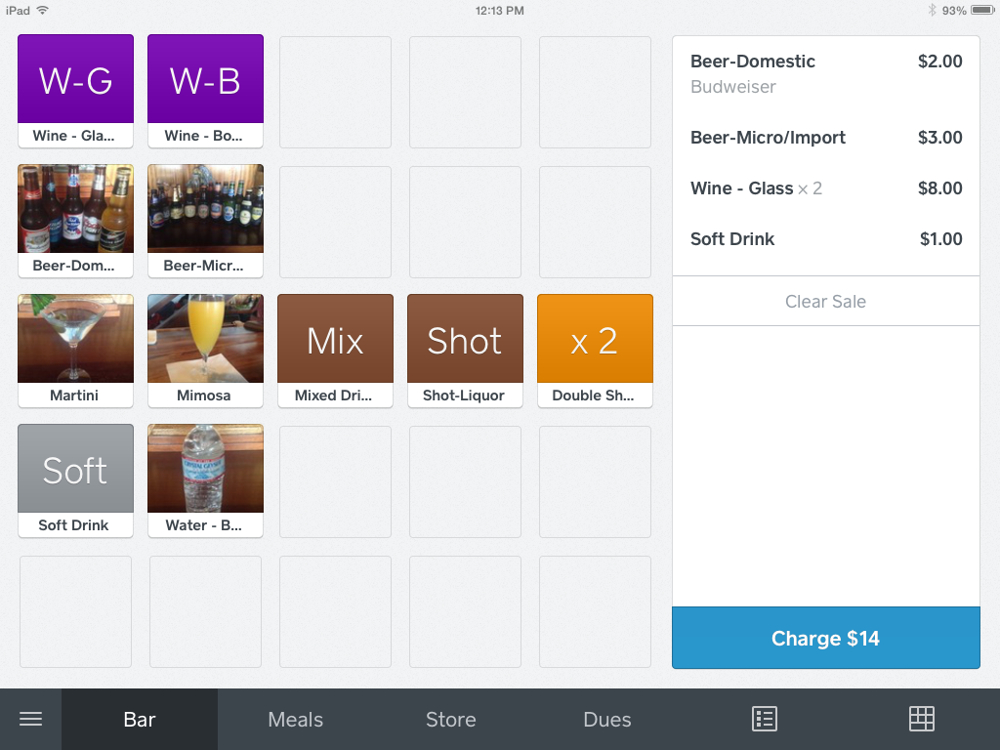 iPad 12:13 PM 93%
W-G
Wine - Gla...
W-B
Wine - Bo...
Beer-Dom...
Beer-Micr...
Martini
Mimosa
Mix
Mixed Dri...
Shot
Shot-Liquor
x 2
Double Sh...
Soft
Soft Drink
CRYSTAL GEYSER
Water - B...
Beer-Domestic $2.00
Budweiser
Beer-Micro/Import $3.00
Wine - Glass x 2 $8.00
Soft Drink $1.00
Clear Sale
Charge $14
Bar Meals Store Dues